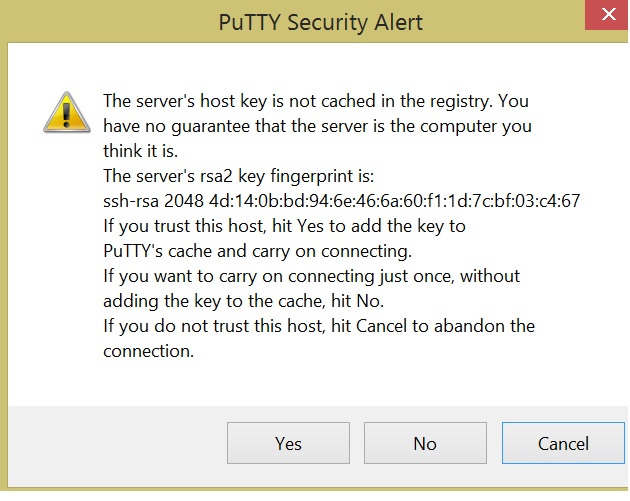 PuTTY Security Alert
The server's host key is not cached in the registry. You
have no guarantee that the server is the computer you
think it is.
The server's rsa2 key fingerprint is:
ssh-rsa 2048 4d:14:0b:bd:94:6e:46:6a:60:f1:1d:7c:bf:03:c4:67
If you trust this host, hit Yes to add the key to
PuTTY's cache and carry on connecting.
If you want to carry on connecting just once, without
adding the key to the cache, hit No.
If you do not trust this host, hit Cancel to abandon the
connection.
Yes No Cancel